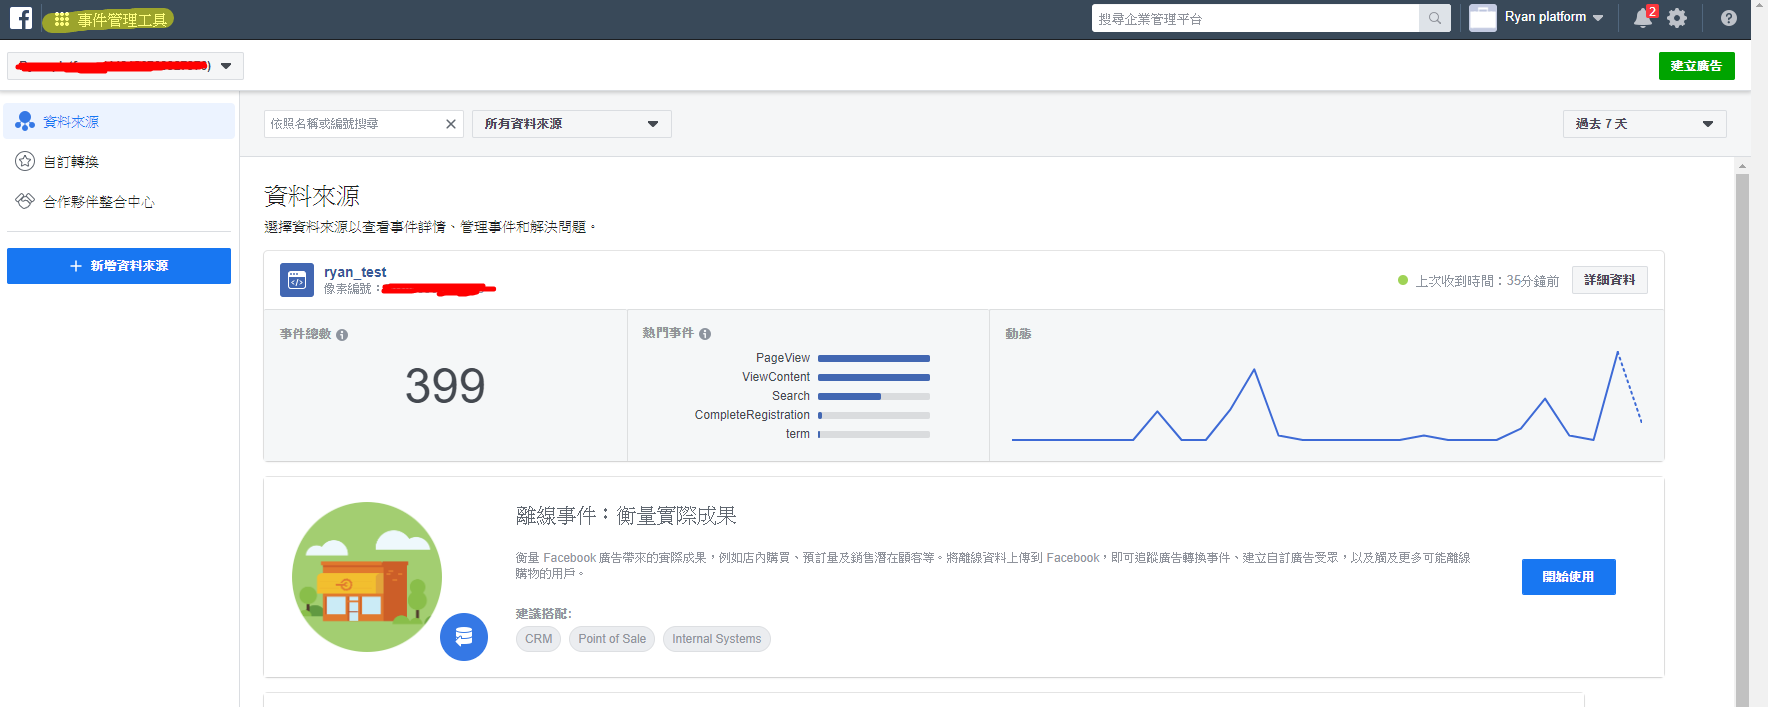 事件管理工具
搜尋企業管理平台
Ryan platform
2
建立廣告
資料來源
自訂轉換
合作夥伴整合中心
+ 新增資料來源
依照名稱或編號搜尋
所有資料來源
過去 7 天
資料來源
選擇資料來源以查看事件詳情、管理事件和解決問題。
ryan_test
像素編號：
上次收到時間：35分鐘前
詳細資料
事件總數
399
熱門事件
PageView
ViewContent
Search
CompleteRegistration
term
動態
離線事件：衡量實際成果
衡量 Facebook 廣告帶來的實際成果，例如店內購買、預訂量及銷售潛在顧客等。將離線資料上傳到 Facebook，即可追蹤廣告轉換事件、建立自訂廣告受眾，以及觸及更多可能離線
購物的用戶。
開始使用
建議搭配:
CRM
Point of Sale
Internal Systems